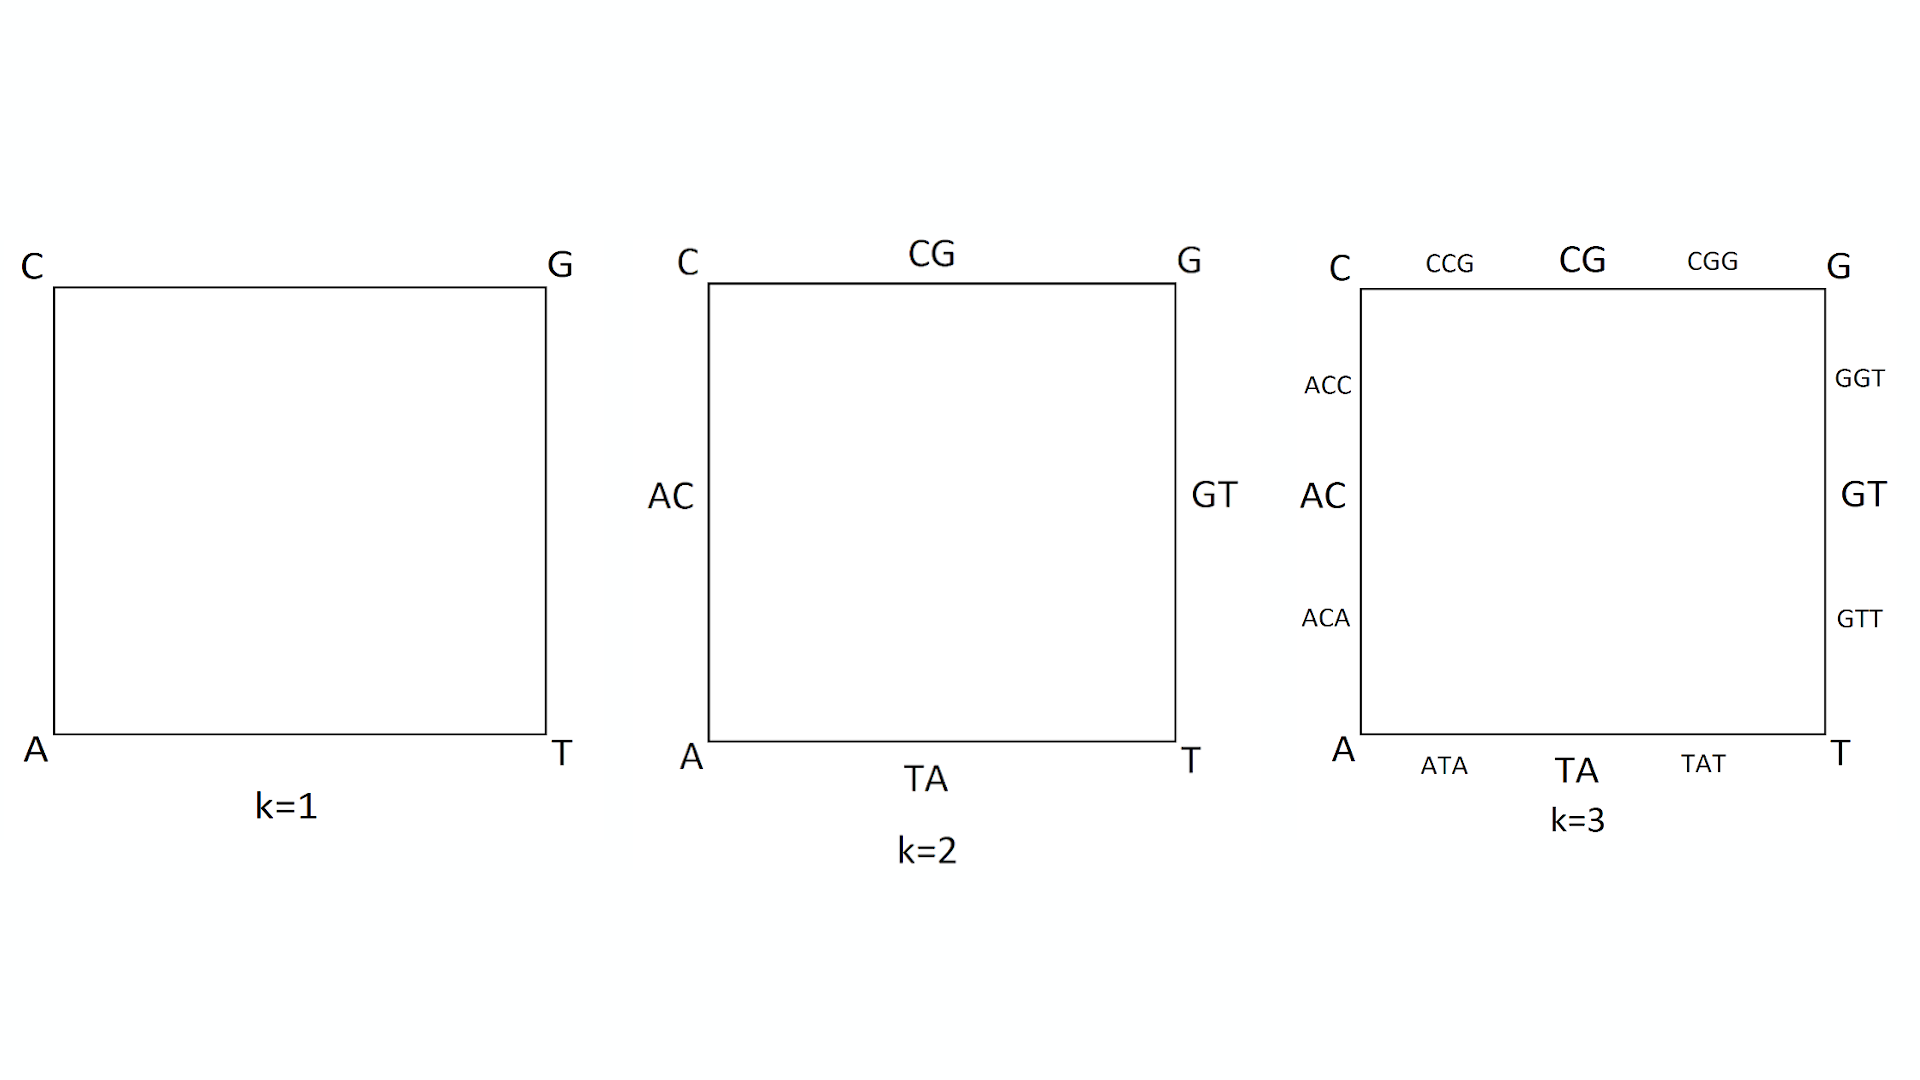 C G
A T
k=1
C CG G
AC GT
A TA T
k=2
C CCG CG CGG G
ACC GGT
AC GT
ACA GTT
A ATA TA TAT T
k=3